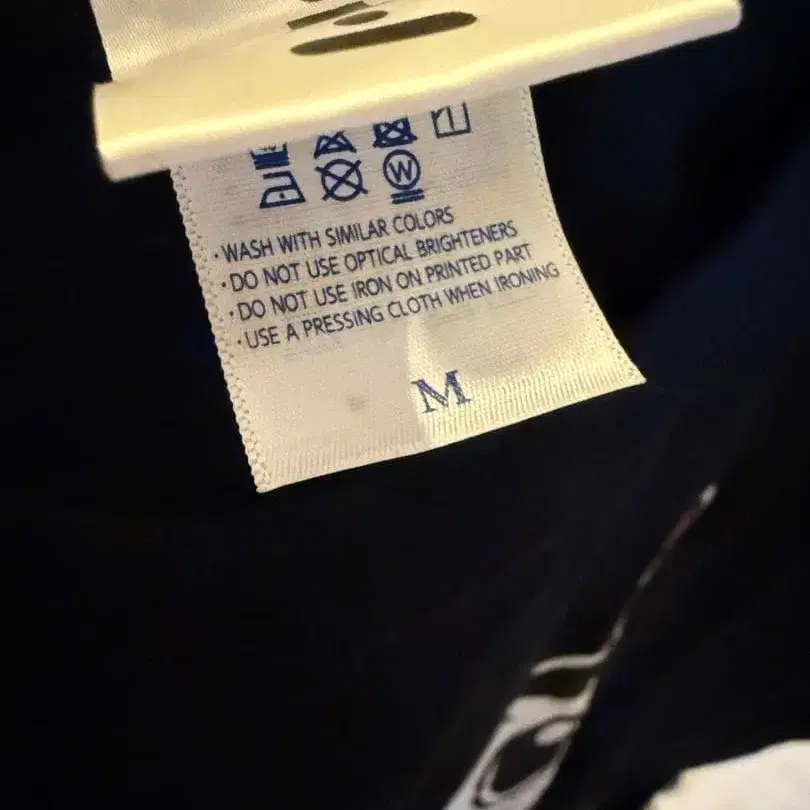 W
·WASH WITH SIMILAR COLORS
·DO NOT USE OPTICAL BRIGHTENERS
·DO NOT USE IRON ON PRINTED PART
·USE A PRESSING CLOTH WHEN IRONING
M